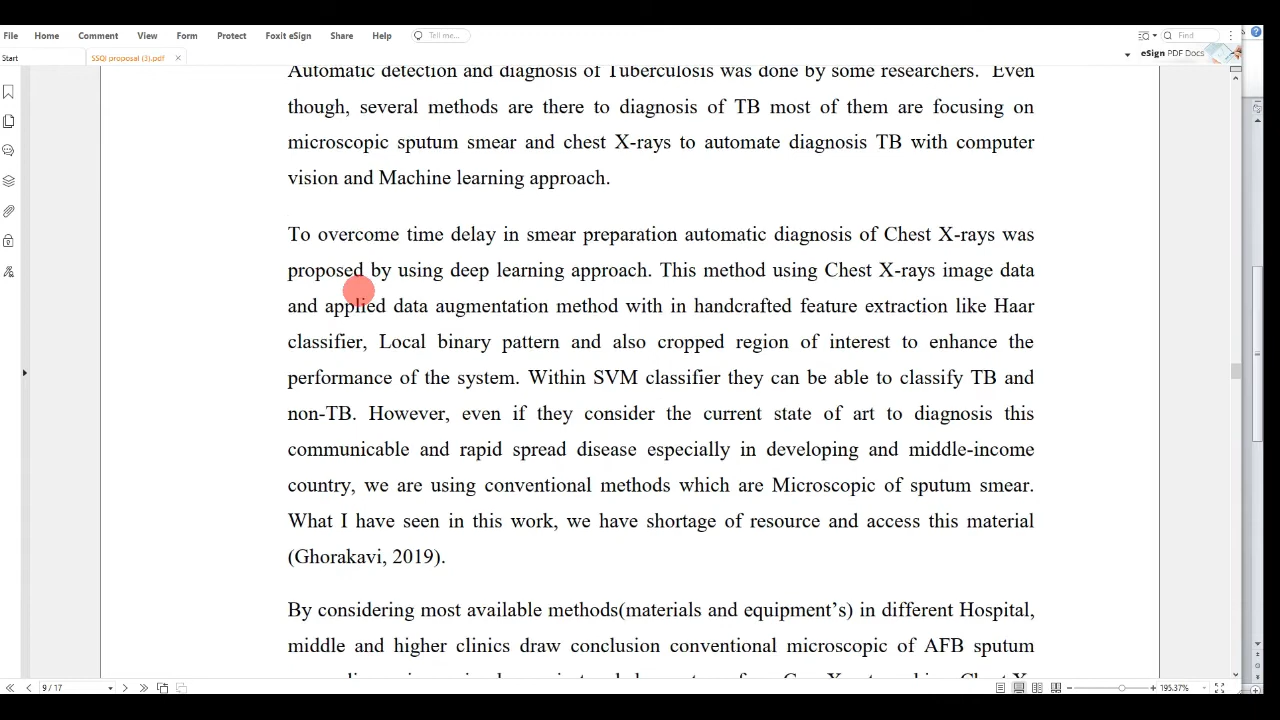 File Home Comment View Form Protect Foxit eSign Share Help Tell me... Find
Start SSQI proposal (3).pdf eSign PDF Docs
Automatic detection and diagnosis of Tuberculosis was done by some researchers. Even
though, several methods are there to diagnosis of TB most of them are focusing on
microscopic sputum smear and chest X-rays to automate diagnosis TB with computer
vision and Machine learning approach.
To overcome time delay in smear preparation automatic diagnosis of Chest X-rays was
proposed by using deep learning approach. This method using Chest X-rays image data
and applied data augmentation method with in handcrafted feature extraction like Haar
classifier, Local binary pattern and also cropped region of interest to enhance the
performance of the system. Within SVM classifier they can be able to classify TB and
non-TB. However, even if they consider the current state of art to diagnosis this
communicable and rapid spread disease especially in developing and middle-income
country, we are using conventional methods which are Microscopic of sputum smear.
What I have seen in this work, we have shortage of resource and access this material
(Ghorakavi, 2019).
By considering most available methods(materials and equipment's) in different Hospital,
middle and higher clinics draw conclusion conventional microscopic of AFB sputum
9 / 17 195.37%